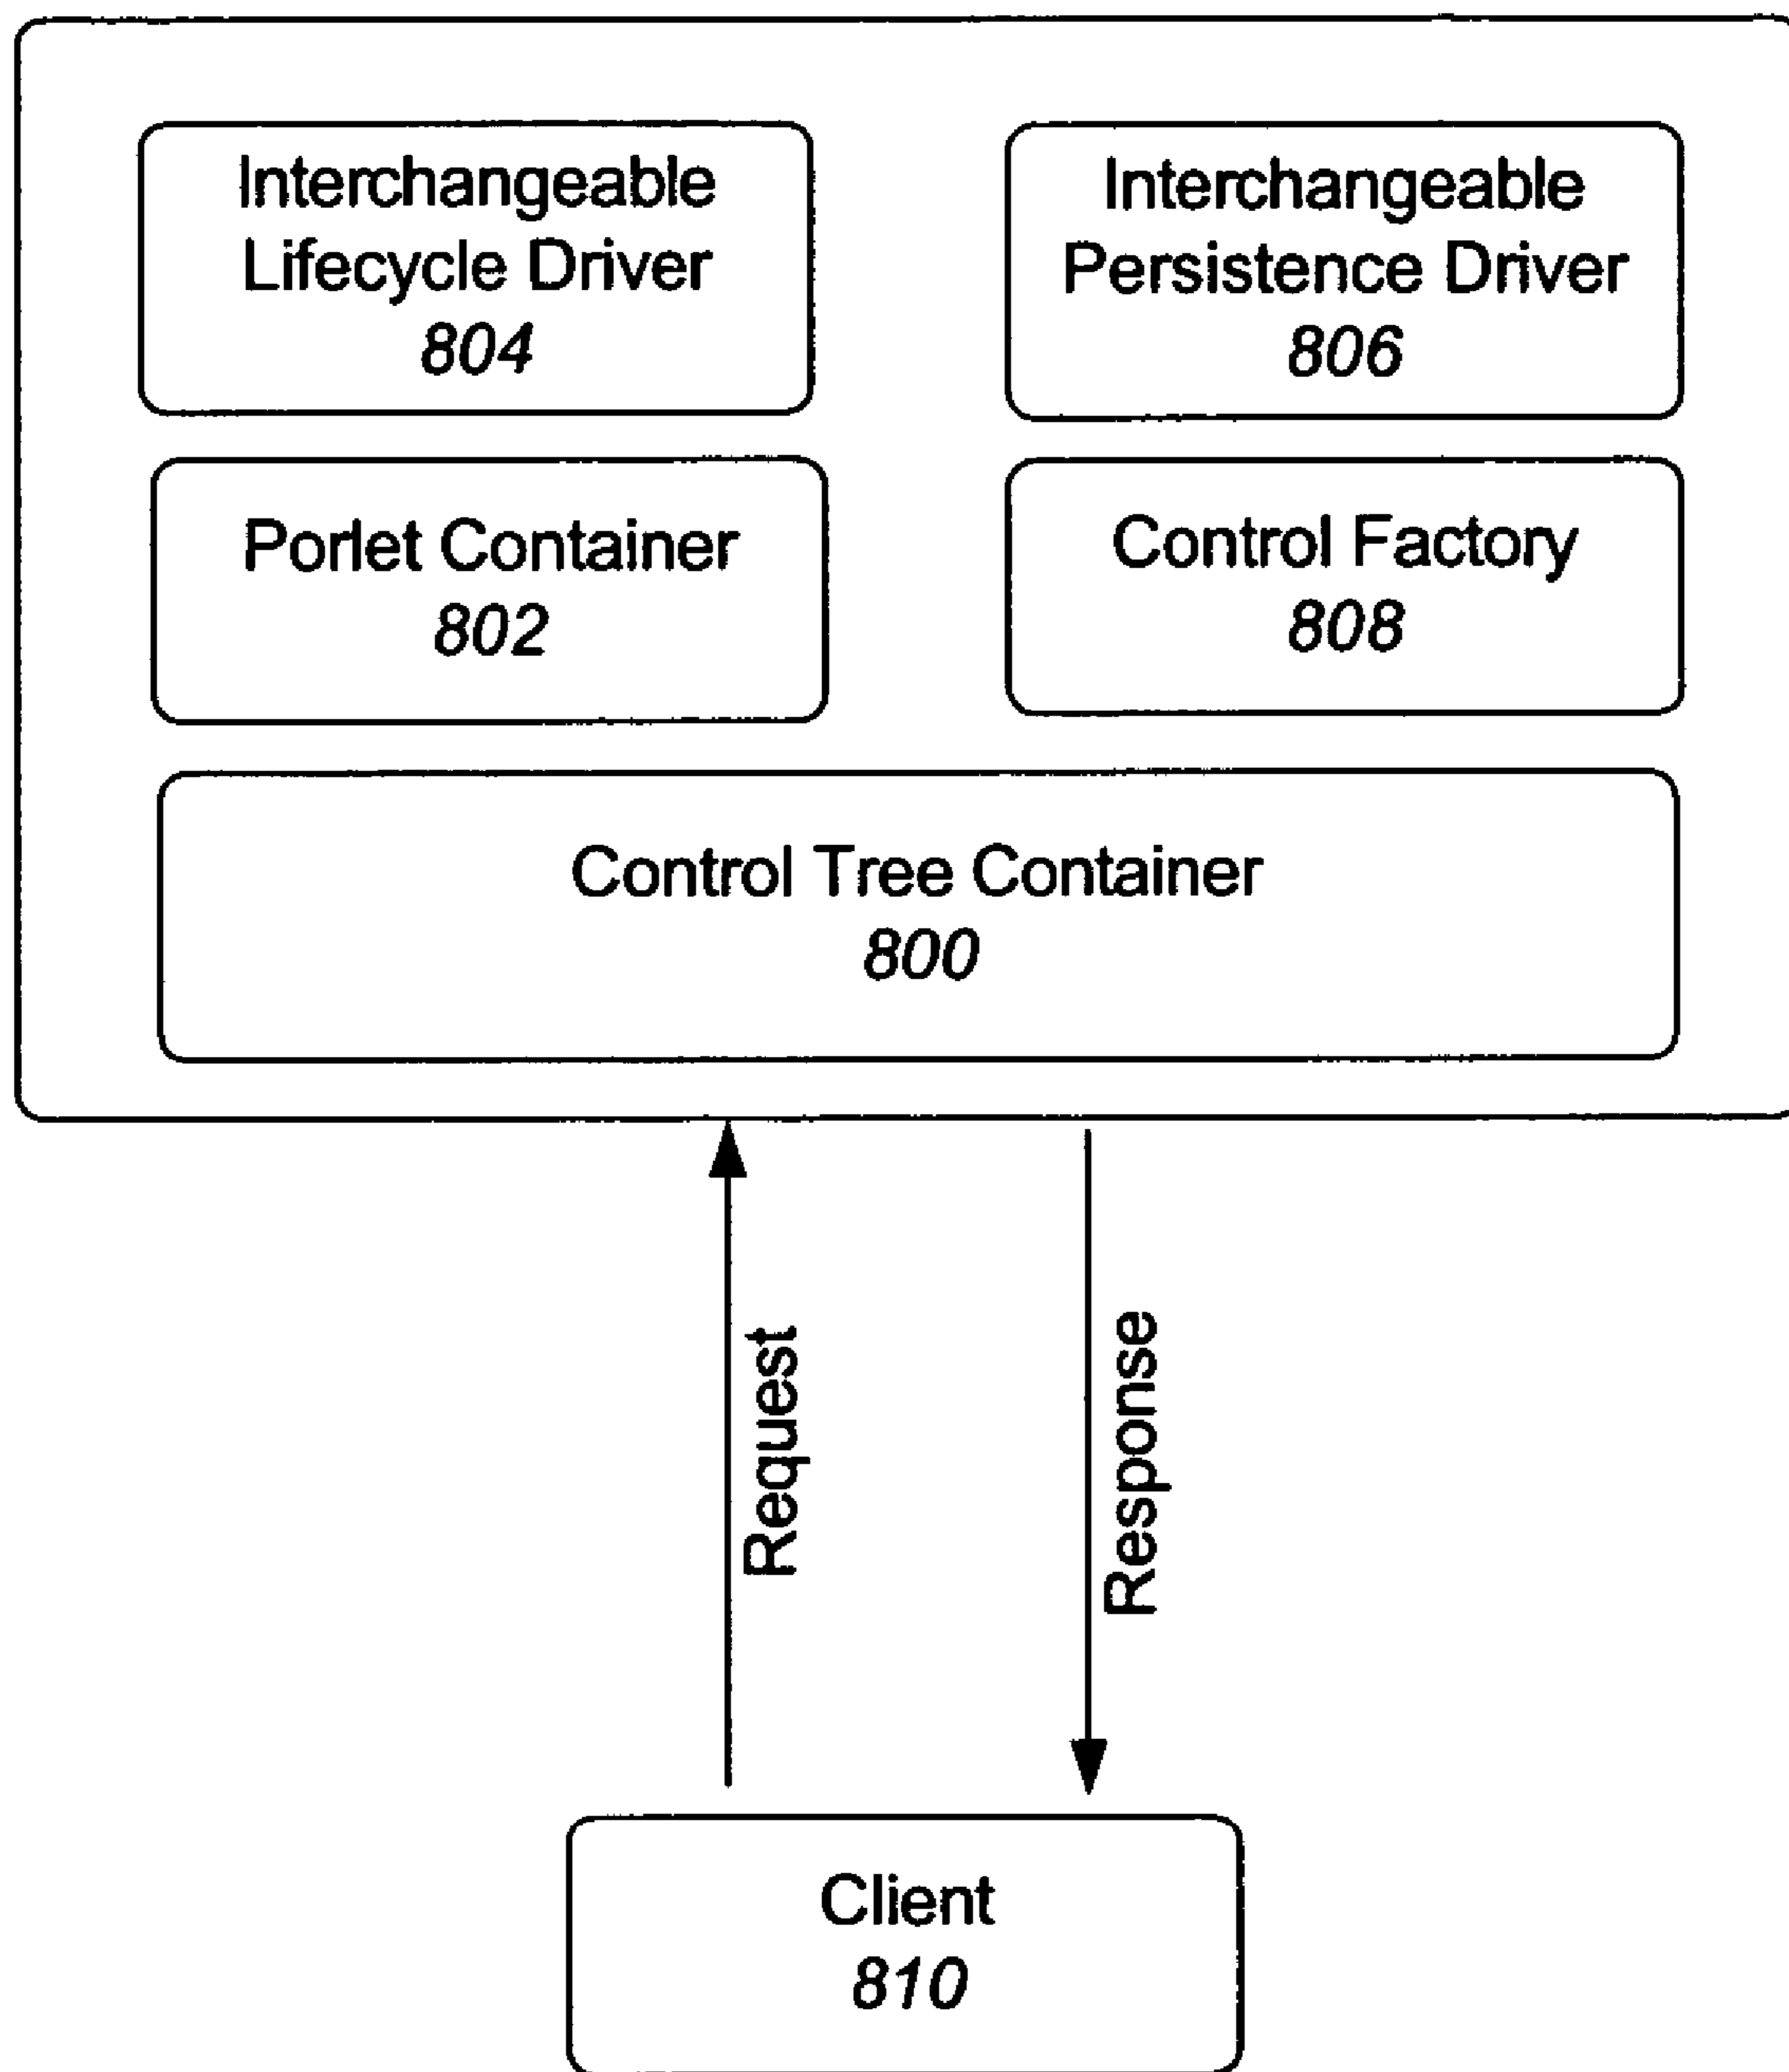 Interchangeable
Lifecycle Driver
804
Interchangeable
Persistence Driver
806
Porlet Container
802
Control Factory
808
Control Tree Container
800
Request
Response
Client
810